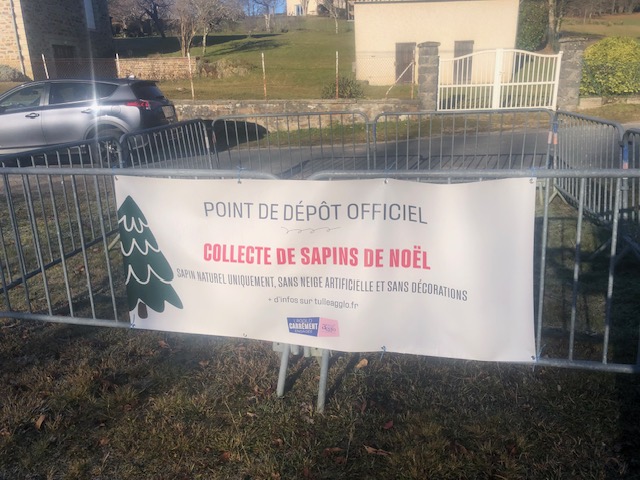 POINT DE DÉPÔT OFFICIEL
COLLECTE DE SAPINS DE NOËL
SAPIN NATUREL UNIQUEMENT, SANS NEIGE ARTIFICIELLE ET SANS DÉCORATIONS
+ d'infos sur tulleagglo.fr
CARRÉMENT